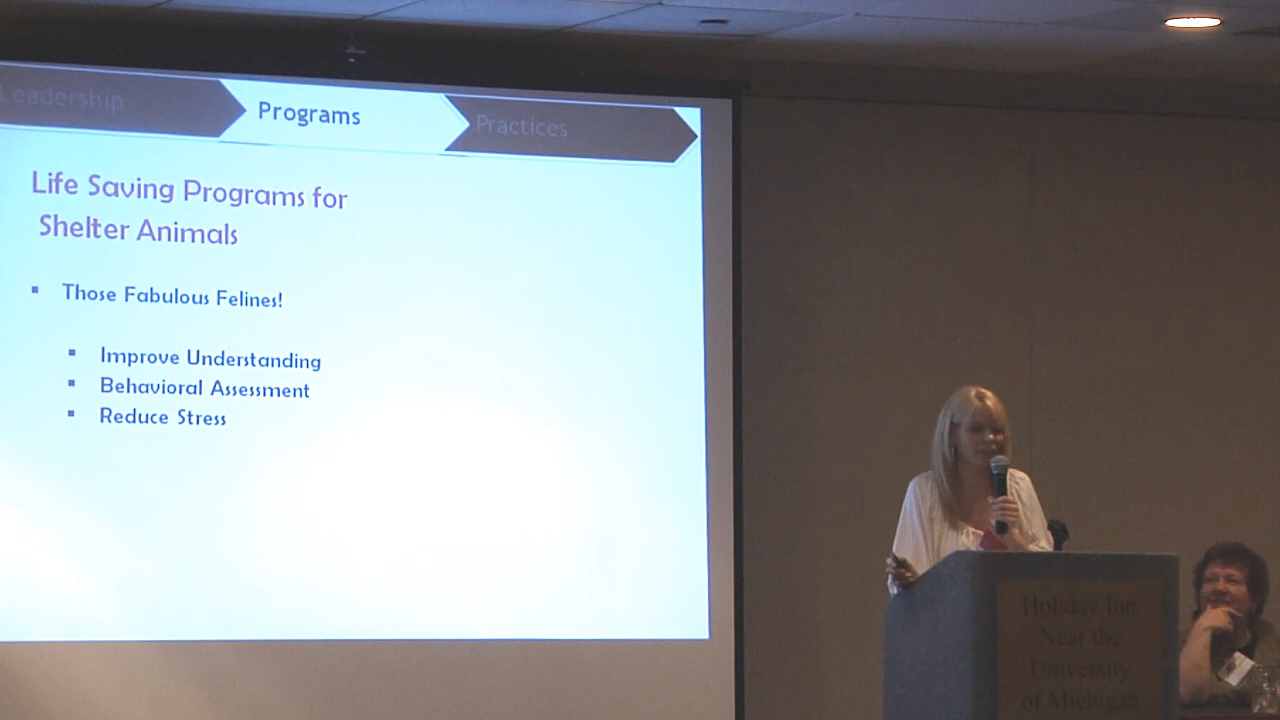 Leadership
Programs
Practices
Life Saving Programs for
Shelter Animals
Those Fabulous Felines!
Improve Understanding
Behavioral Assessment
Reduce Stress
Holiday Inn
Near the
University
of Michigan